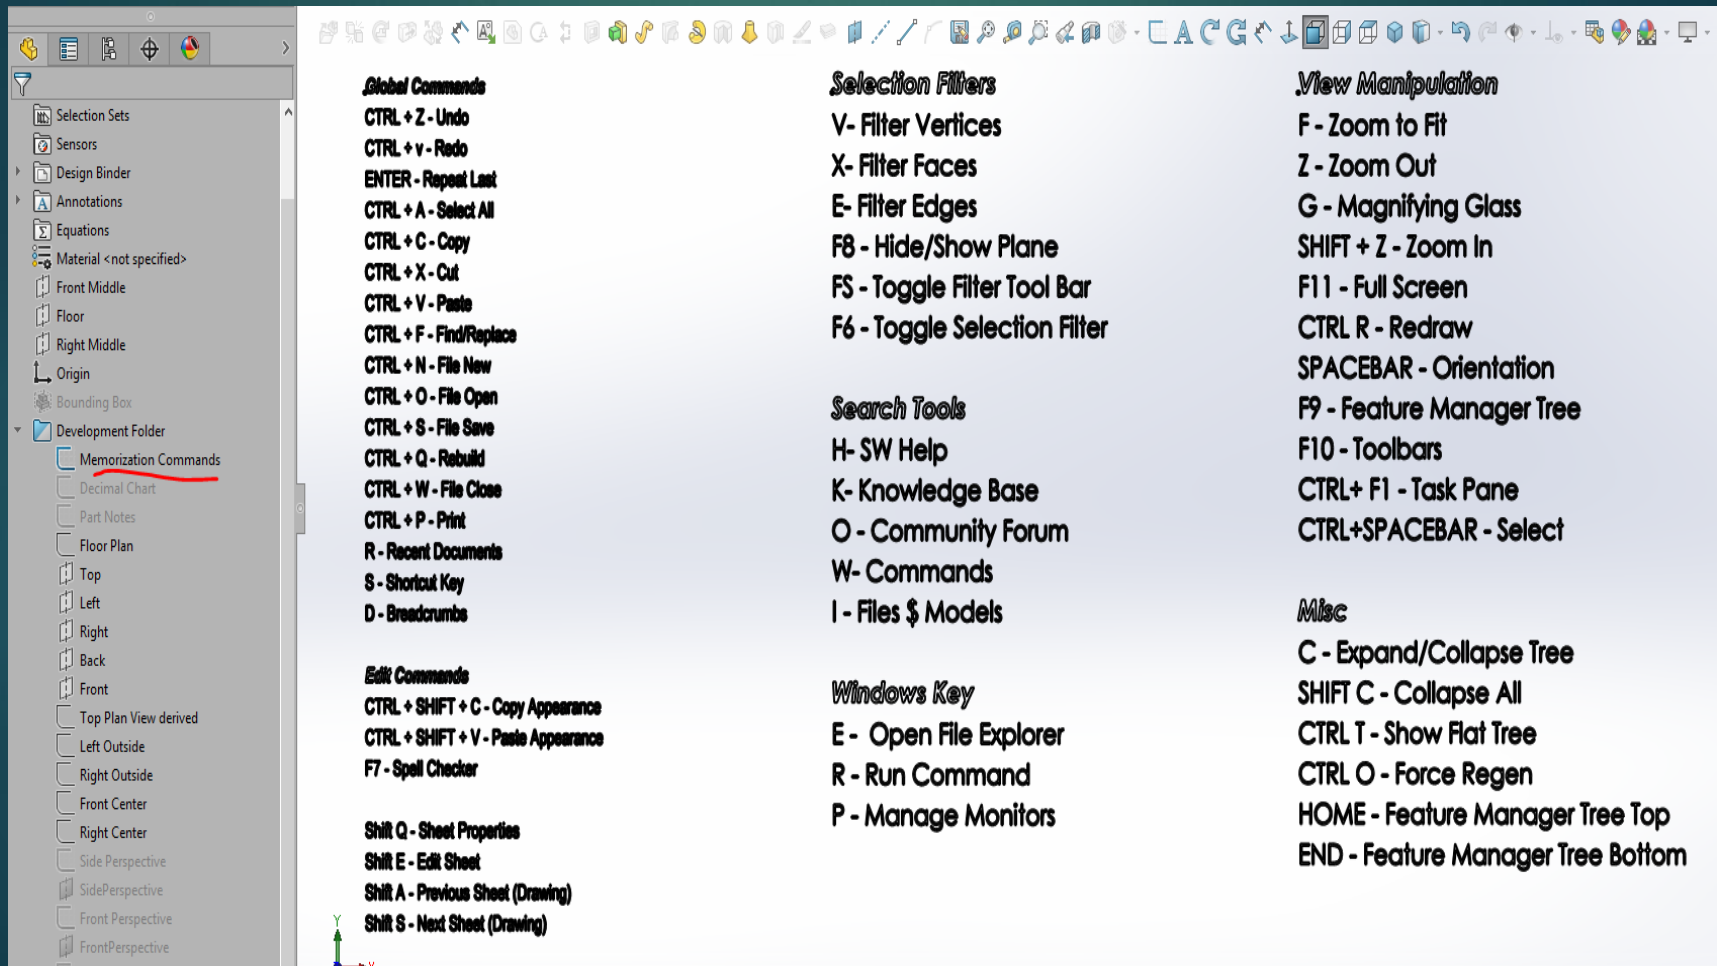 Selection Sets
Sensors
Design Binder
Annotations
Equations
Material <not specified>
Front Middle
Floor
Right Middle
Origin
Bounding Box
Development Folder
Memorization Commands
Decimal Chart
Part Notes
Floor Plan
Top
Left
Right
Back
Front
Top Plan View derived
Left Outside
Right Outside
Front Center
Right Center
Side Perspective
SidePerspective
Front Perspective
FrontPerspective
Global Commands
CTRL + Z - Undo
CTRL + v - Redo
ENTER - Repeat Last
CTRL + A - Select All
CTRL + C - Copy
CTRL + X - Cut
CTRL + V - Paste
CTRL + F - Find/Replace
CTRL + N - File New
CTRL + O - File Open
CTRL + S - File Save
CTRL + Q - Rebuild
CTRL + W - File Close
CTRL + P - Print
R - Recent Documents
S - Shortcut Key
D - Breadcrumbs
Edit Commands
CTRL + SHIFT + C - Copy Appearance
CTRL + SHIFT + V - Paste Appearance
F7 - Spell Checker
Shift Q - Sheet Properties
Shift E - Edit Sheet
Shift A - Previous Sheet (Drawing)
Shift S - Next Sheet (Drawing)
Y
X
Selection Filters
V- Filter Vertices
X- Filter Faces
E- Filter Edges
F8 - Hide/Show Plane
FS - Toggle Filter Tool Bar
F6 - Toggle Selection Filter
Search Tools
H- SW Help
K- Knowledge Base
O - Community Forum
W- Commands
I - Files $ Models
Windows Key
E - Open File Explorer
R - Run Command
P - Manage Monitors
View Manipulation
F - Zoom to Fit
Z - Zoom Out
G - Magnifying Glass
SHIFT + Z - Zoom In
F11 - Full Screen
CTRL R - Redraw
SPACEBAR - Orientation
F9 - Feature Manager Tree
F10 - Toolbars
CTRL+ F1 - Task Pane
CTRL+SPACEBAR - Select
Misc
C - Expand/Collapse Tree
SHIFT C - Collapse All
CTRL T - Show Flat Tree
CTRL O - Force Regen
HOME - Feature Manager Tree Top
END - Feature Manager Tree Bottom